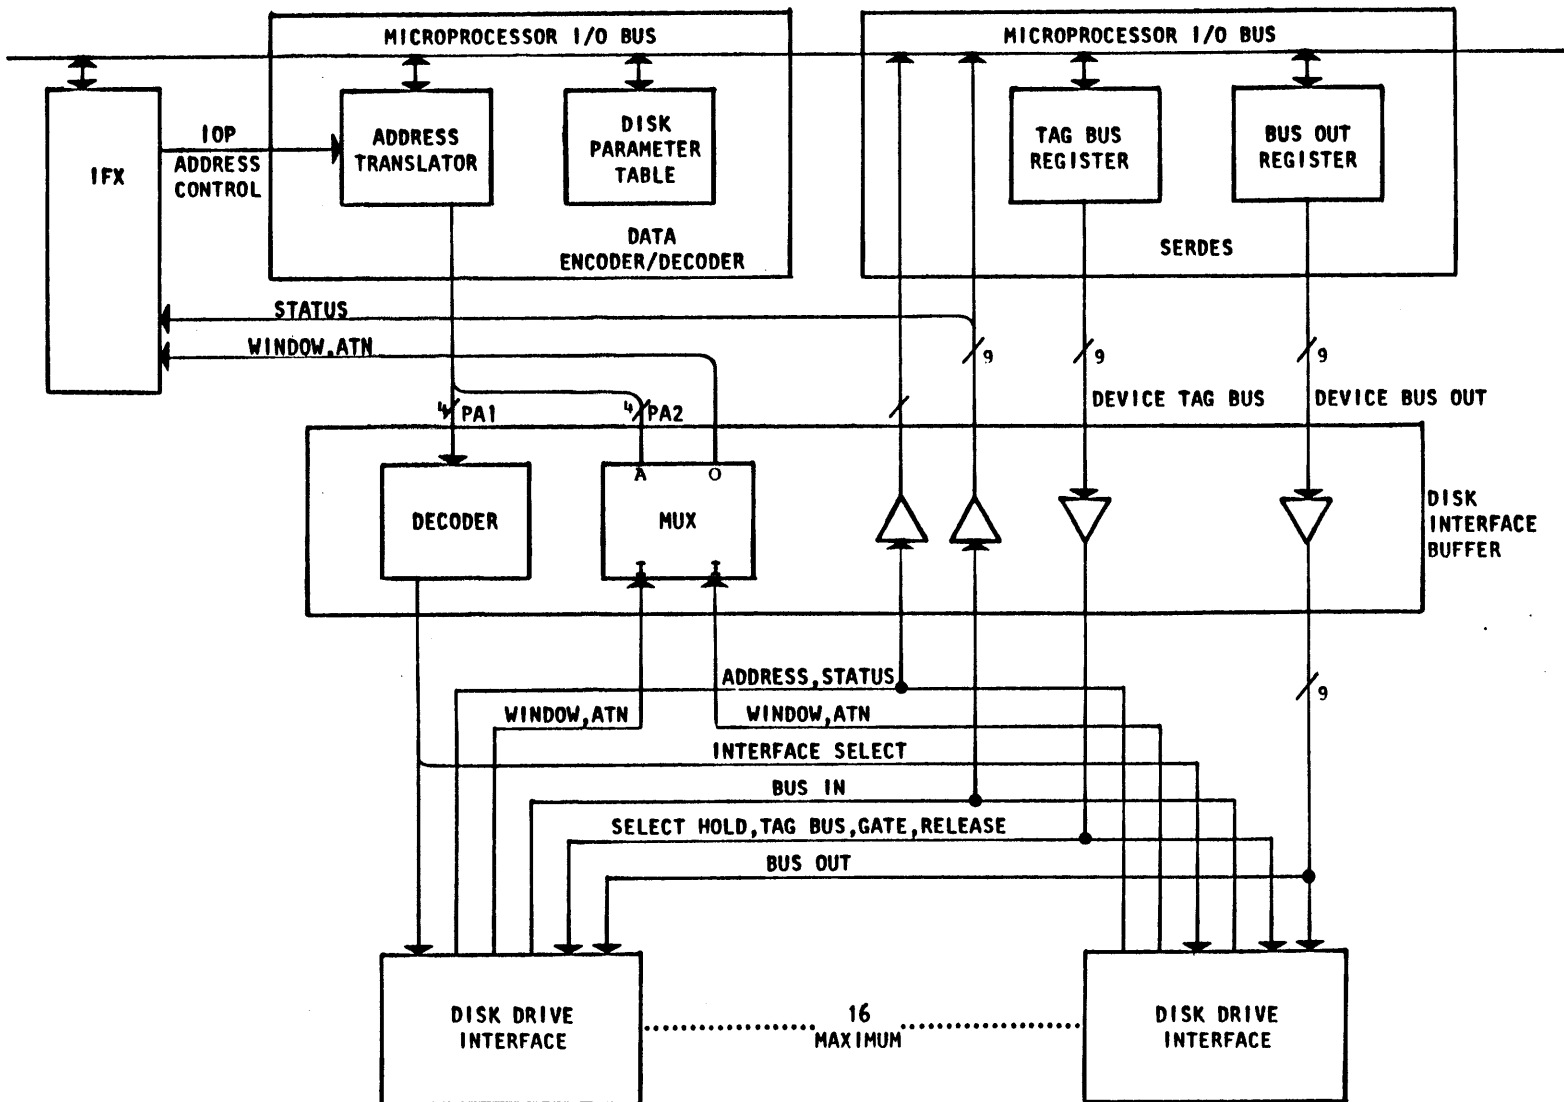 MICROPROCESSOR I/O BUS
MICROPROCESSOR I/O BUS
IFX
IOP
ADDRESS
CONTROL
ADDRESS
TRANSLATOR
DISK
PARAMETER
TABLE
TAG BUS
REGISTER
BUS OUT
REGISTER
DATA
ENCODER/DECODER
SERDES
STATUS
WINDOW,ATN
9
9
9
DEVICE TAG BUS
DEVICE BUS OUT
4
PA1
4
PA2
A
O
DECODER
MUX
DISK
INTERFACE
BUFFER
I
I
ADDRESS,STATUS
9
WINDOW,ATN
WINDOW,ATN
INTERFACE SELECT
BUS IN
SELECT HOLD,TAG BUS,GATE,RELEASE
BUS OUT
DISK DRIVE
INTERFACE
16
MAXIMUM
DISK DRIVE
INTERFACE